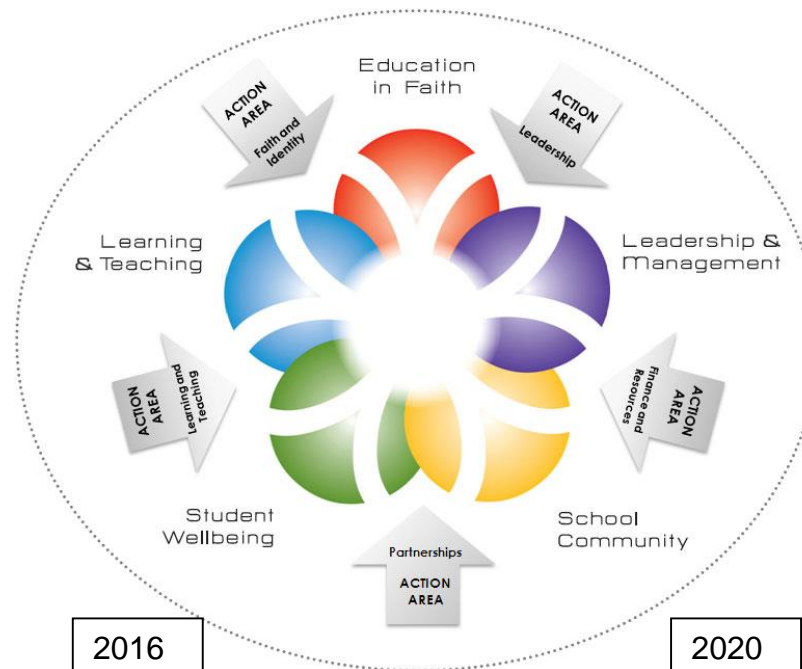 Education
in Faith
ACTION
AREA
Faith and
Identity
ACTION
AREA
Leadership
Learning
& Teaching
Leadership &
Management
ACTION
AREA
Learning and
Teaching
ACTION
AREA
Finance and
Resources
Student
Wellbeing
School
Community
Partnerships
ACTION
AREA
2016
2020